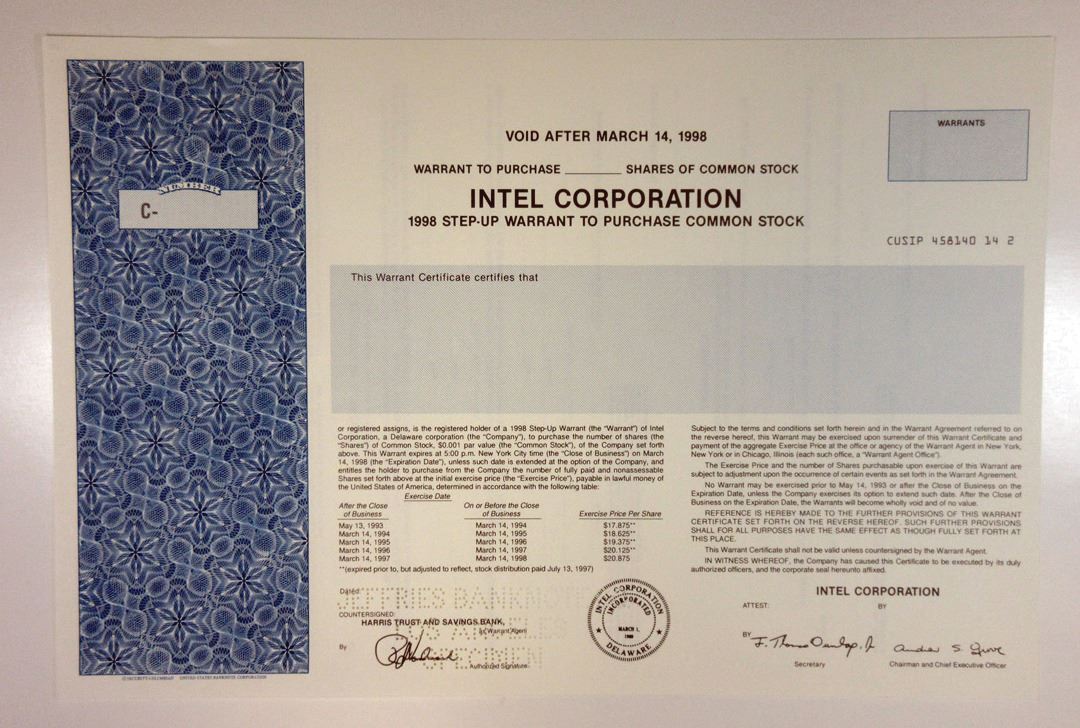 VOID AFTER MARCH 14, 1998
WARRANTS
WARRANT TO PURCHASE ________ SHARES OF COMMON STOCK
NUMBER
C-
INTEL CORPORATION
1998 STEP-UP WARRANT TO PURCHASE COMMON STOCK
CUSIP 458140 14 2
This Warrant Certificate certifies that
or registered assigns, is the registered holder of a 1998 Step-Up Warrant (the "Warrant") of Intel
Corporation, a Delaware corporation (the "Company"), to purchase the number of shares (the
"Shares") of Common Stock, $0.001 par value (the "Common Stock"), of the Company set forth
above. This Warrant expires at 5:00 p.m. New York City time (the "Close of Business") on March
14, 1998 (the "Expiration Date"), unless such date is extended at the option of the Company, and
entitles the holder to purchase from the Company the number of fully paid and nonassessable
Shares set forth above at the initial exercise price (the "Exercise Price"), payable in lawful money of
the United States of America, determined in accordance with the following table:
Exercise Date
After the Close of Business
On or Before the Close of Business
Exercise Price Per Share
May 13, 1993 March 14, 1994 $17.875**
March 14, 1994 March 14, 1995 $18.625**
March 14, 1995 March 14, 1996 $19.375**
March 14, 1996 March 14, 1997 $20.125**
March 14, 1997 March 14, 1998 $20.875
**(expired prior to, but adjusted to reflect, stock distribution paid July 13, 1997)
Subject to the terms and conditions set forth herein and in the Warrant Agreement referred to on
the reverse hereof, this Warrant may be exercised upon surrender of this Warrant Certificate and
payment of the aggregate Exercise Price at the office or agency of the Warrant Agent in New York,
New York or in Chicago, Illinois (each such office, a "Warrant Agent Office").
The Exercise Price and the number of Shares purchasable upon exercise of this Warrant are
subject to adjustment upon the occurrence of certain events as set forth in the Warrant Agreement.
No Warrant may be exercised prior to May 14, 1993 or after the Close of Business on the
Expiration Date, unless the Company exercises its option to extend such date. After the Close of
Business on the Expiration Date, the Warrants will become wholly void and of no value.
REFERENCE IS HEREBY MADE TO THE FURTHER PROVISIONS OF THIS WARRANT
CERTIFICATE SET FORTH ON THE REVERSE HEREOF. SUCH FURTHER PROVISIONS
SHALL FOR ALL PURPOSES HAVE THE SAME EFFECT AS THOUGH FULLY SET FORTH AT
THIS PLACE.
This Warrant Certificate shall not be valid unless countersigned by the Warrant Agent.
IN WITNESS WHEREOF, the Company has caused this Certificate to be executed by its duly
authorized officers, and the corporate seal hereunto affixed.
Dated:
JEFFRIES BANKNOTE
COUNTERSIGNED:
HARRIS TRUST AND SAVINGS BANK,
as Warrant Agent
LOS ANGELES
By
SPECIMEN
Authorized Signature
INTEL CORPORATION
INCORPORATED
MARCH 1,
1989
DELAWARE
INTEL CORPORATION
ATTEST: BY
BY F. Thomas Dunlap, Jr.
Andrew S. Grove
Secretary
Chairman and Chief Executive Officer
UNITED STATES BANKNOTE CORPORATION